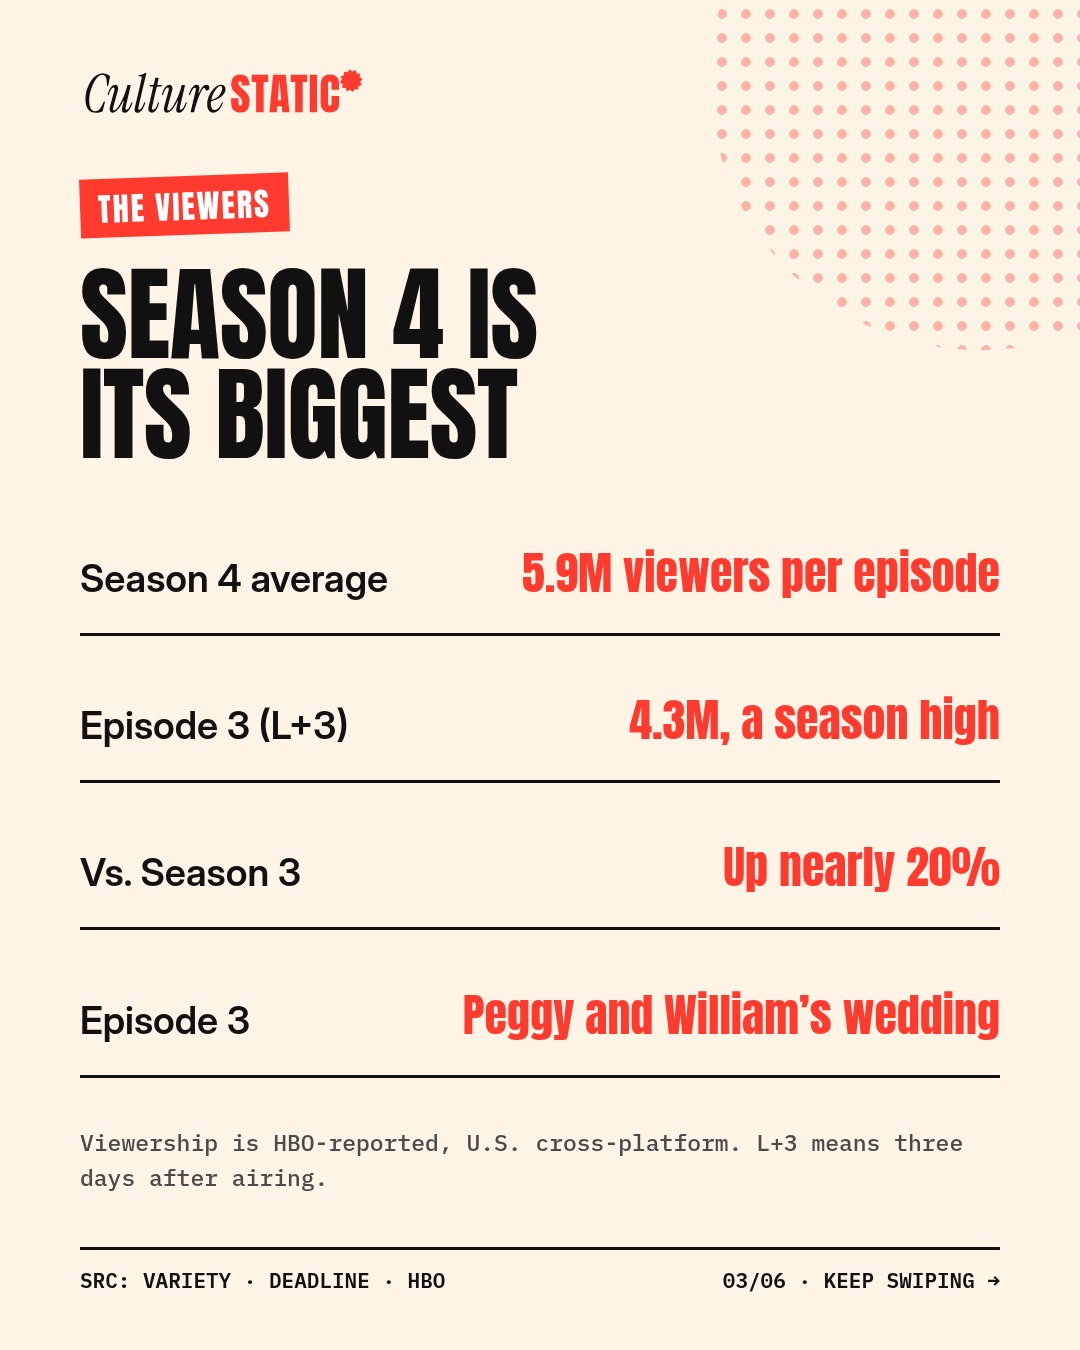 Culture STATIC
THE VIEWERS
SEASON 4 IS
ITS BIGGEST
Season 4 average 5.9M viewers per episode
Episode 3 (L+3) 4.3M, a season high
Vs. Season 3 Up nearly 20%
Episode 3 Peggy and William’s wedding
Viewership is HBO-reported, U.S. cross-platform. L+3 means three
days after airing.
SRC: VARIETY · DEADLINE · HBO 03/06 · KEEP SWIPING →